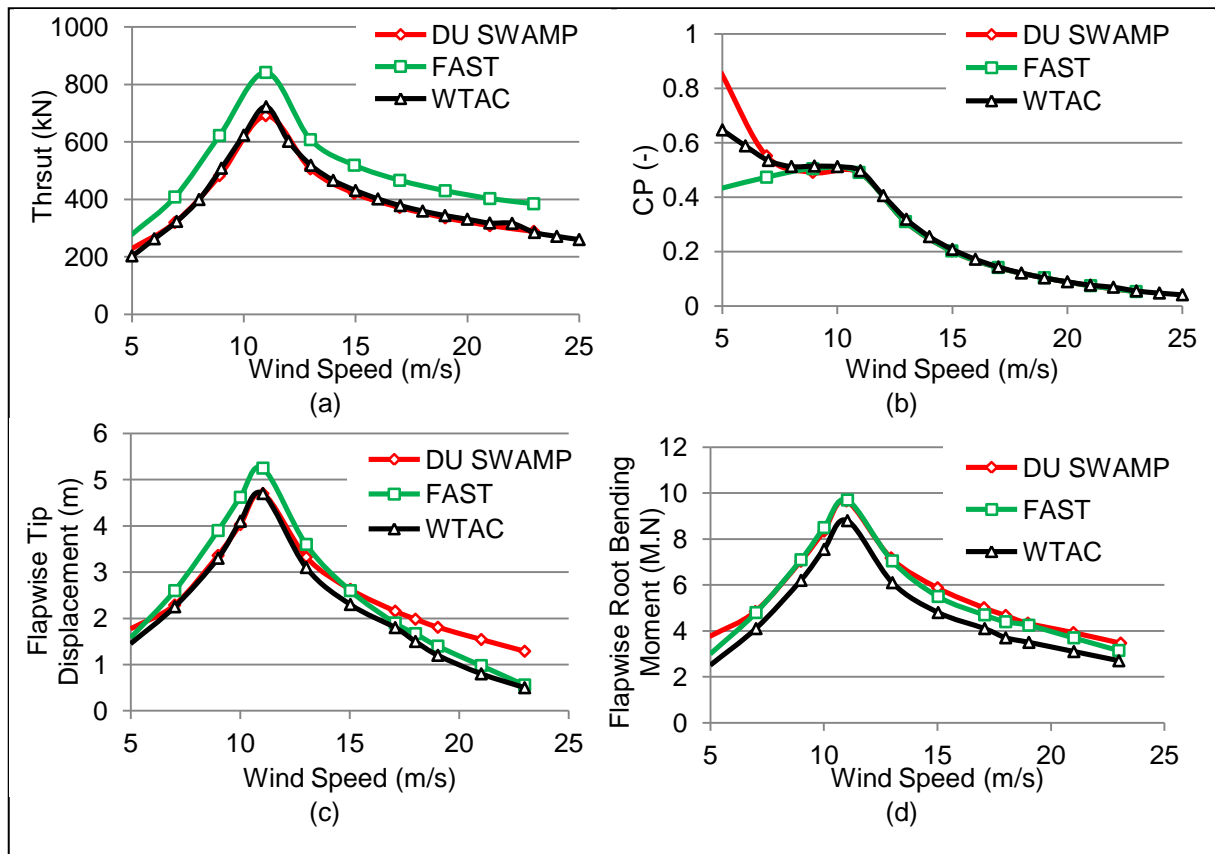 1000
800
600
400
200
0
Thrsut (kN)
DU SWAMP
FAST
WTAC
5 10 15 20 25
Wind Speed (m/s)
(a)
1
0.8
0.6
0.4
0.2
0
CP (-)
DU SWAMP
FAST
WTAC
5 10 15 20 25
Wind Speed (m/s)
(b)
6
5
4
3
2
1
0
Flapwise Tip
Displacement (m)
DU SWAMP
FAST
WTAC
5 10 15 20 25
Wind Speed (m/s)
(c)
12
10
8
6
4
2
0
Flapwise Root Bending
Moment (M.N)
DU SWAMP
FAST
WTAC
5 10 15 20 25
Wind Speed (m/s)
(d)